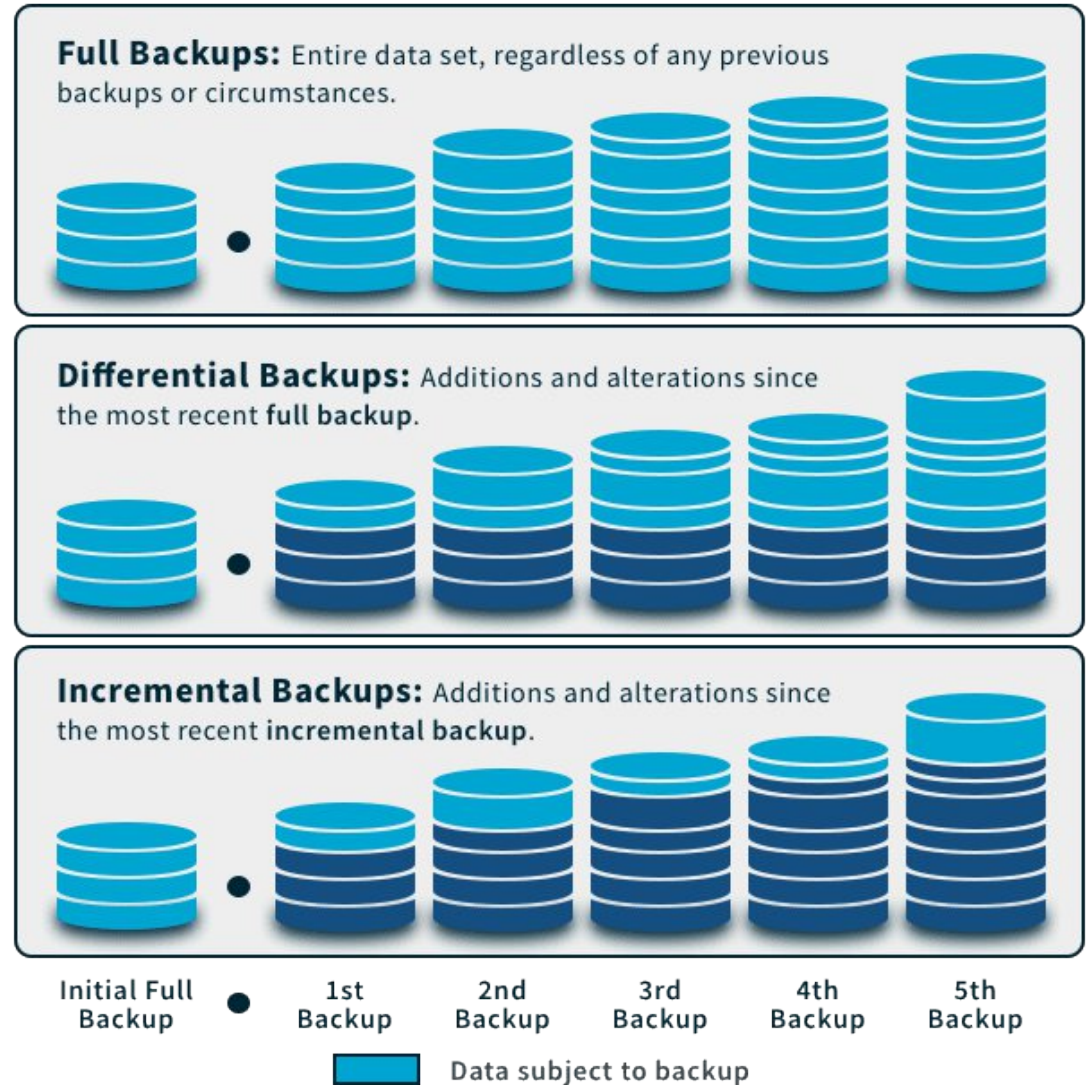 Full Backups: Entire data set, regardless of any previous
backups or circumstances.
Differential Backups: Additions and alterations since
the most recent full backup.
Incremental Backups: Additions and alterations since
the most recent incremental backup.
Initial Full
Backup
1st
Backup
2nd
Backup
3rd
Backup
4th
Backup
5th
Backup
Data subject to backup